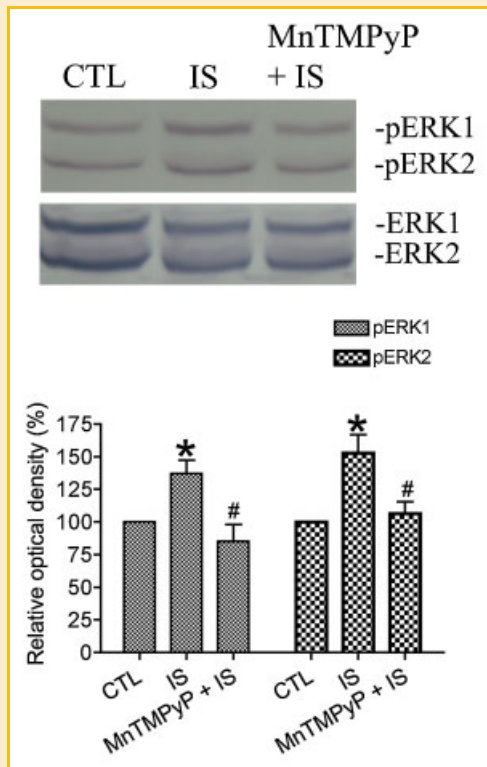 MnTMPyP
CTL IS + IS
-pERK1
-pERK2
-ERK1
-ERK2
pERK1
pERK2
Relative optical density (%)
175
150
125
100
75
50
25
0
*
#
*
#
CTL
IS
MnTMPyP + IS
CTL
IS
MnTMPyP + IS